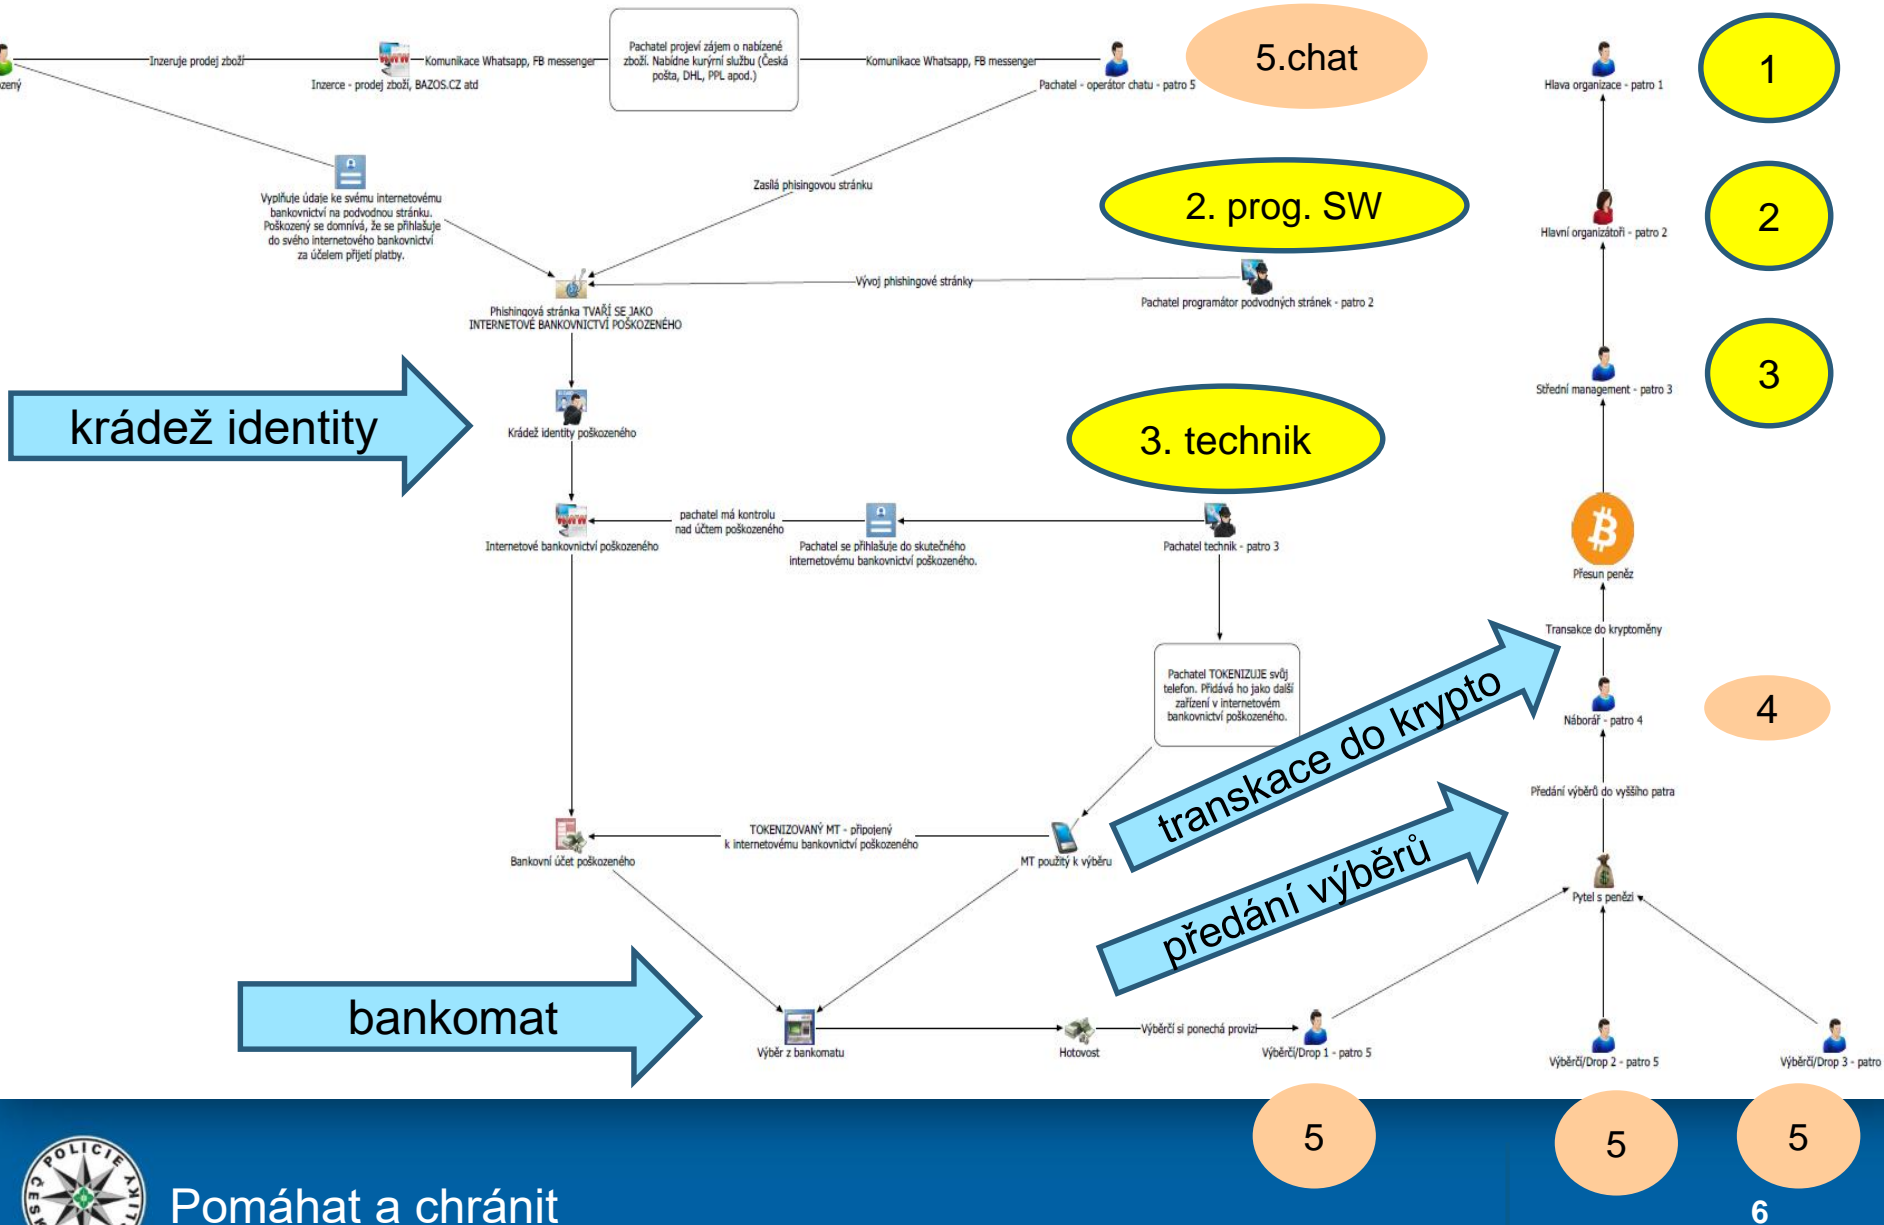 Inzeruje prodej zboží
Inzerce - prodej zboží, BAZOS.CZ atd
Komunikace Whatsapp, FB messenger
Pachatel projeví zájem o nabízené
zboží. Nabídne kurýrní službu (Česká
pošta, DHL, PPL apod.)
Komunikace Whatsapp, FB messenger
Pachatel - operátor chatu - patro 5
5.chat
Hlava organizace - patro 1
1
Vyplňuje údaje ke svému internetovému
bankovnictví na podvodnou stránku.
Poškozený se domnívá, že se přihlašuje
do svého internetového bankovnictví
za účelem přijetí platby.
Zasílá phisingovou stránku
2. prog. SW
Hlavní organizátoři - patro 2
2
Vývoj phishingové stránky
Pachatel programátor podvodných stránek - patro 2
Phishingová stránka TVAŘÍ SE JAKO
INTERNETOVÉ BANKOVNICTVÍ POŠKOZENÉHO
Střední management - patro 3
3
krádež identity
Krádež identity poškozeného
3. technik
pachatel má kontrolu
nad účtem poškozeného
Internetové bankovnictví poškozeného
Pachatel se přihlašuje do skutečného
internetovému bankovnictví poškozeného.
Pachatel technik - patro 3
Přesun peněz
Transakce do kryptoměny
Pachatel TOKENIZUJE svůj
telefon. Přidává ho jako další
zařízení v internetovém
bankovnictví poškozeného.
transkace do krypto
Náborář - patro 4
4
Předání výběrů do vyššího patra
TOKENIZOVANÝ MT - připojený
k internetovému bankovnictví poškozeného
Bankovní účet poškozeného
MT použitý k výběru
předání výběrů
Pytel s penězi
bankomat
Výběr z bankomatu
Hotovost
Výběrčí si ponechá provizi
Výběrčí/Drop 1 - patro 5
Výběrčí/Drop 2 - patro 5
Výběrčí/Drop 3 - patro
5
5
5
POLICIE
Pomáhat a chránit
6